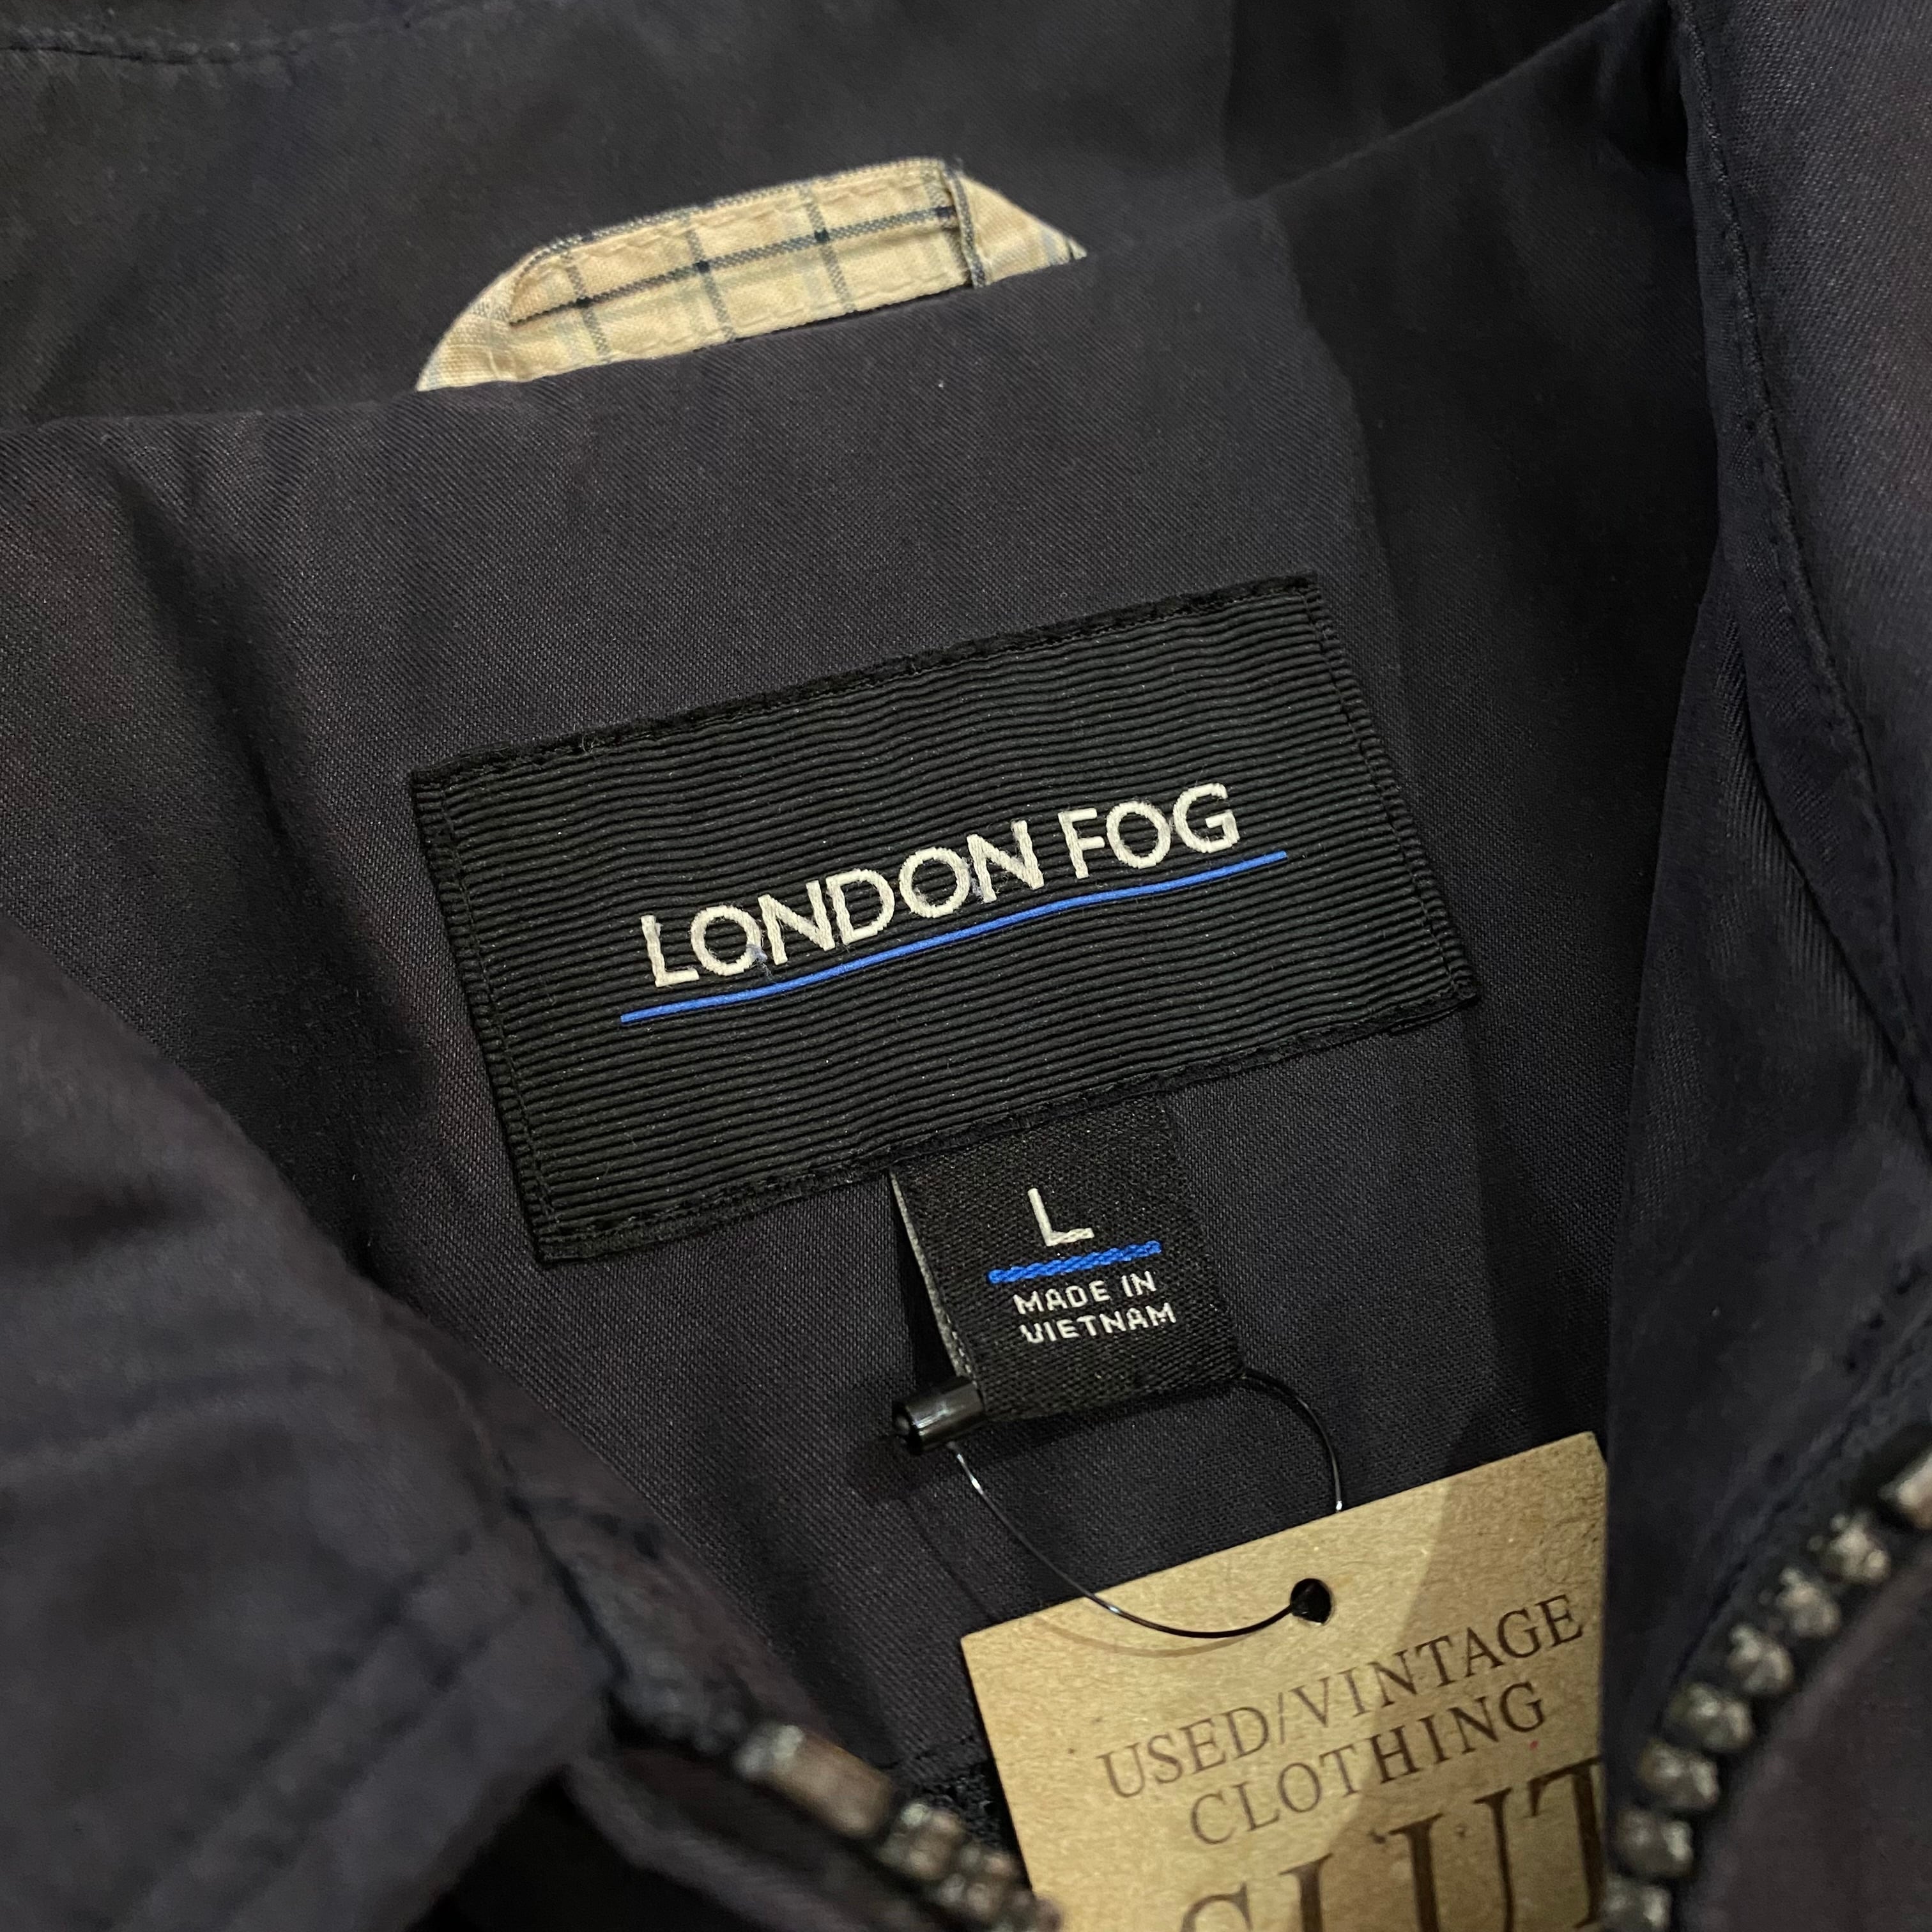 LONDON FOG
L
MADE IN
VIETNAM
USED/VINTAGE
CLOTHING